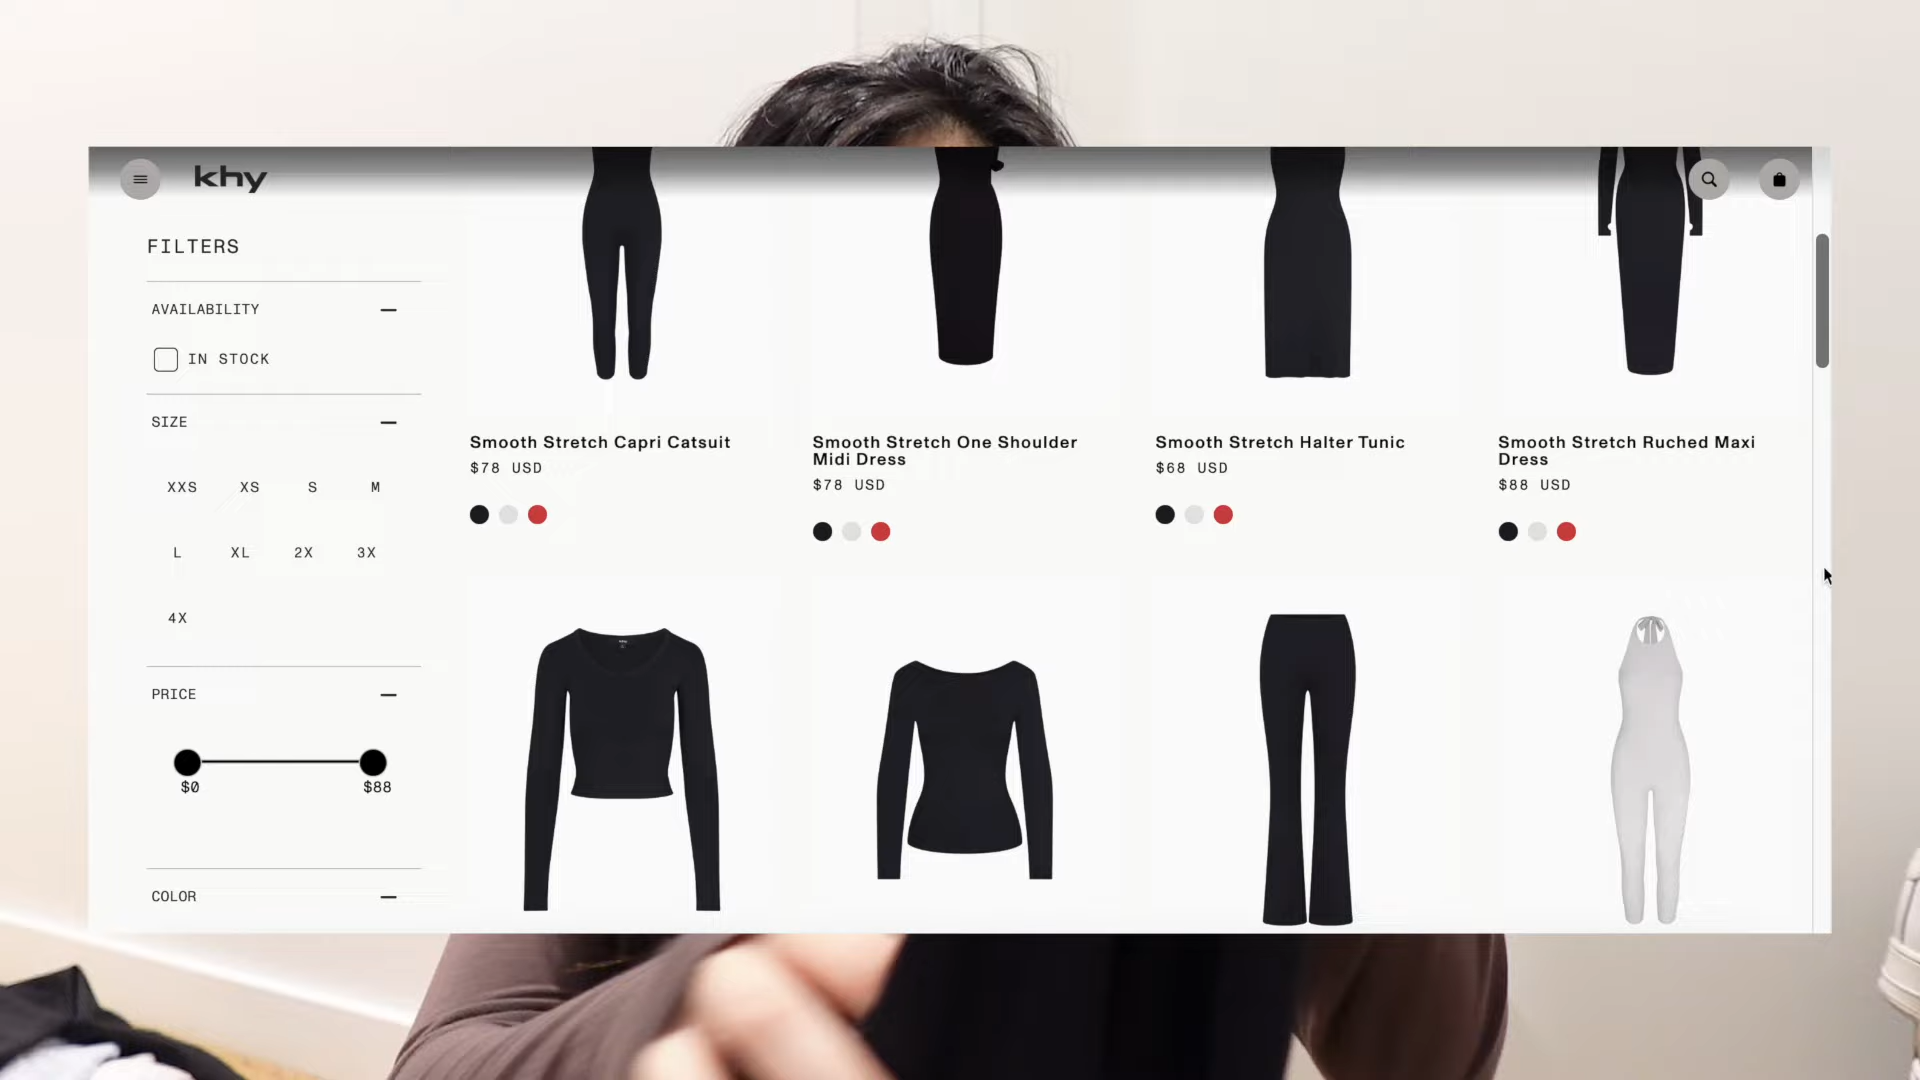 khy
FILTERS
AVAILABILITY
IN STOCK
SIZE
XXS XS S M
L XL 2X 3X
4X
PRICE
$0 $88
COLOR
Smooth Stretch Capri Catsuit
$78 USD
Smooth Stretch One Shoulder
Midi Dress
$78 USD
Smooth Stretch Halter Tunic
$68 USD
Smooth Stretch Ruched Maxi
Dress
$88 USD